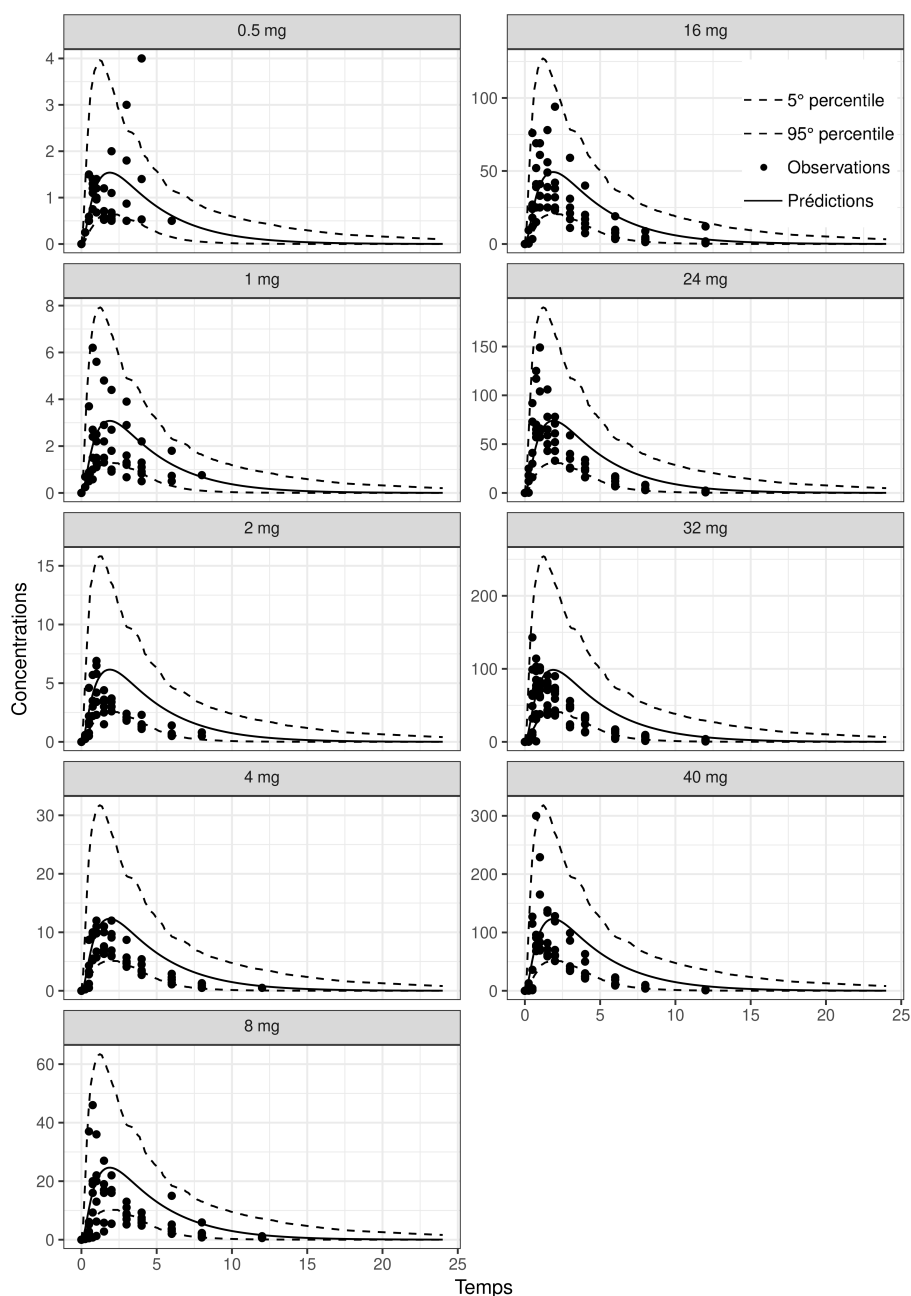 0.5 mg
4
3
2
1
0
16 mg
100
50
0
5° percentile
95° percentile
Observations
Prédictions
1 mg
8
6
4
2
0
24 mg
150
100
50
0
2 mg
15
10
5
0
32 mg
200
100
0
Concentrations
4 mg
30
20
10
0
40 mg
300
200
100
0
0 5 10 15 20 25
8 mg
60
40
20
0
0 5 10 15 20 25
Temps